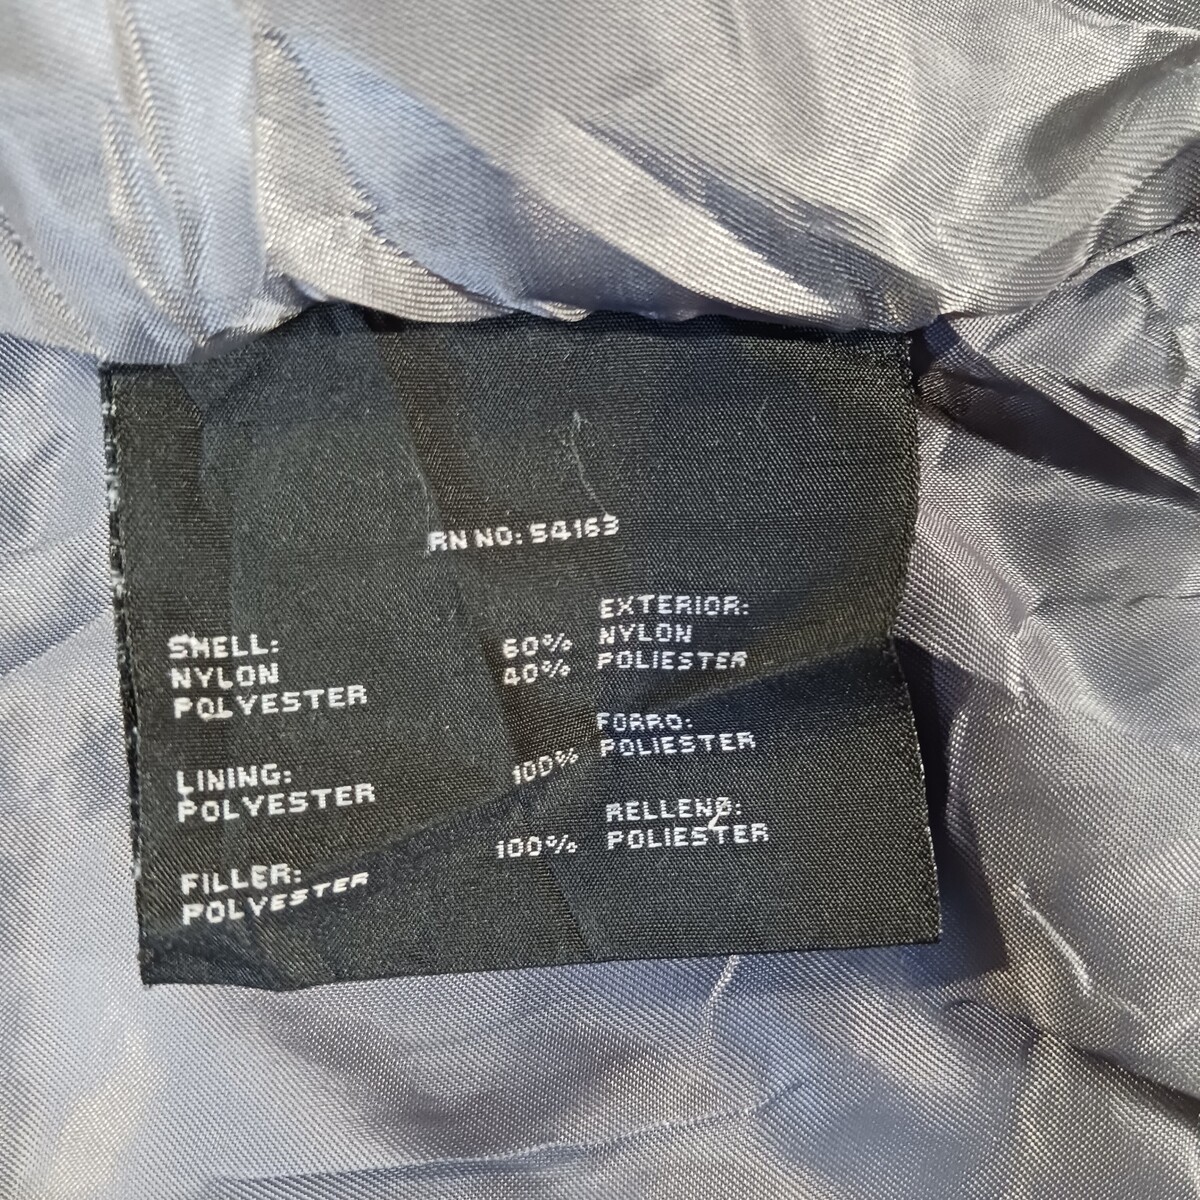 RN NO: 54163
SHELL:
NYLON 60%
POLYESTER 40%
LINING:
POLYESTER 100%
FILLER:
POLYESTER 100%
EXTERIOR:
NYLON
POLIESTER
FORRO:
POLIESTER
RELLENO:
POLIESTER